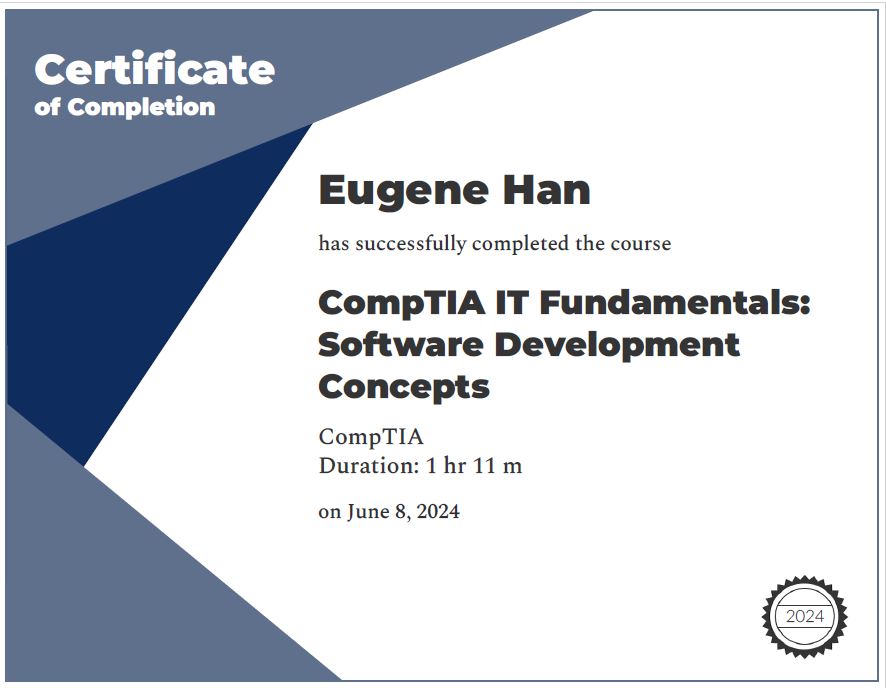 Certificate
of Completion
Eugene Han
has successfully completed the course
CompTIA IT Fundamentals:
Software Development
Concepts
CompTIA
Duration: 1 hr 11 m
on June 8, 2024
2024